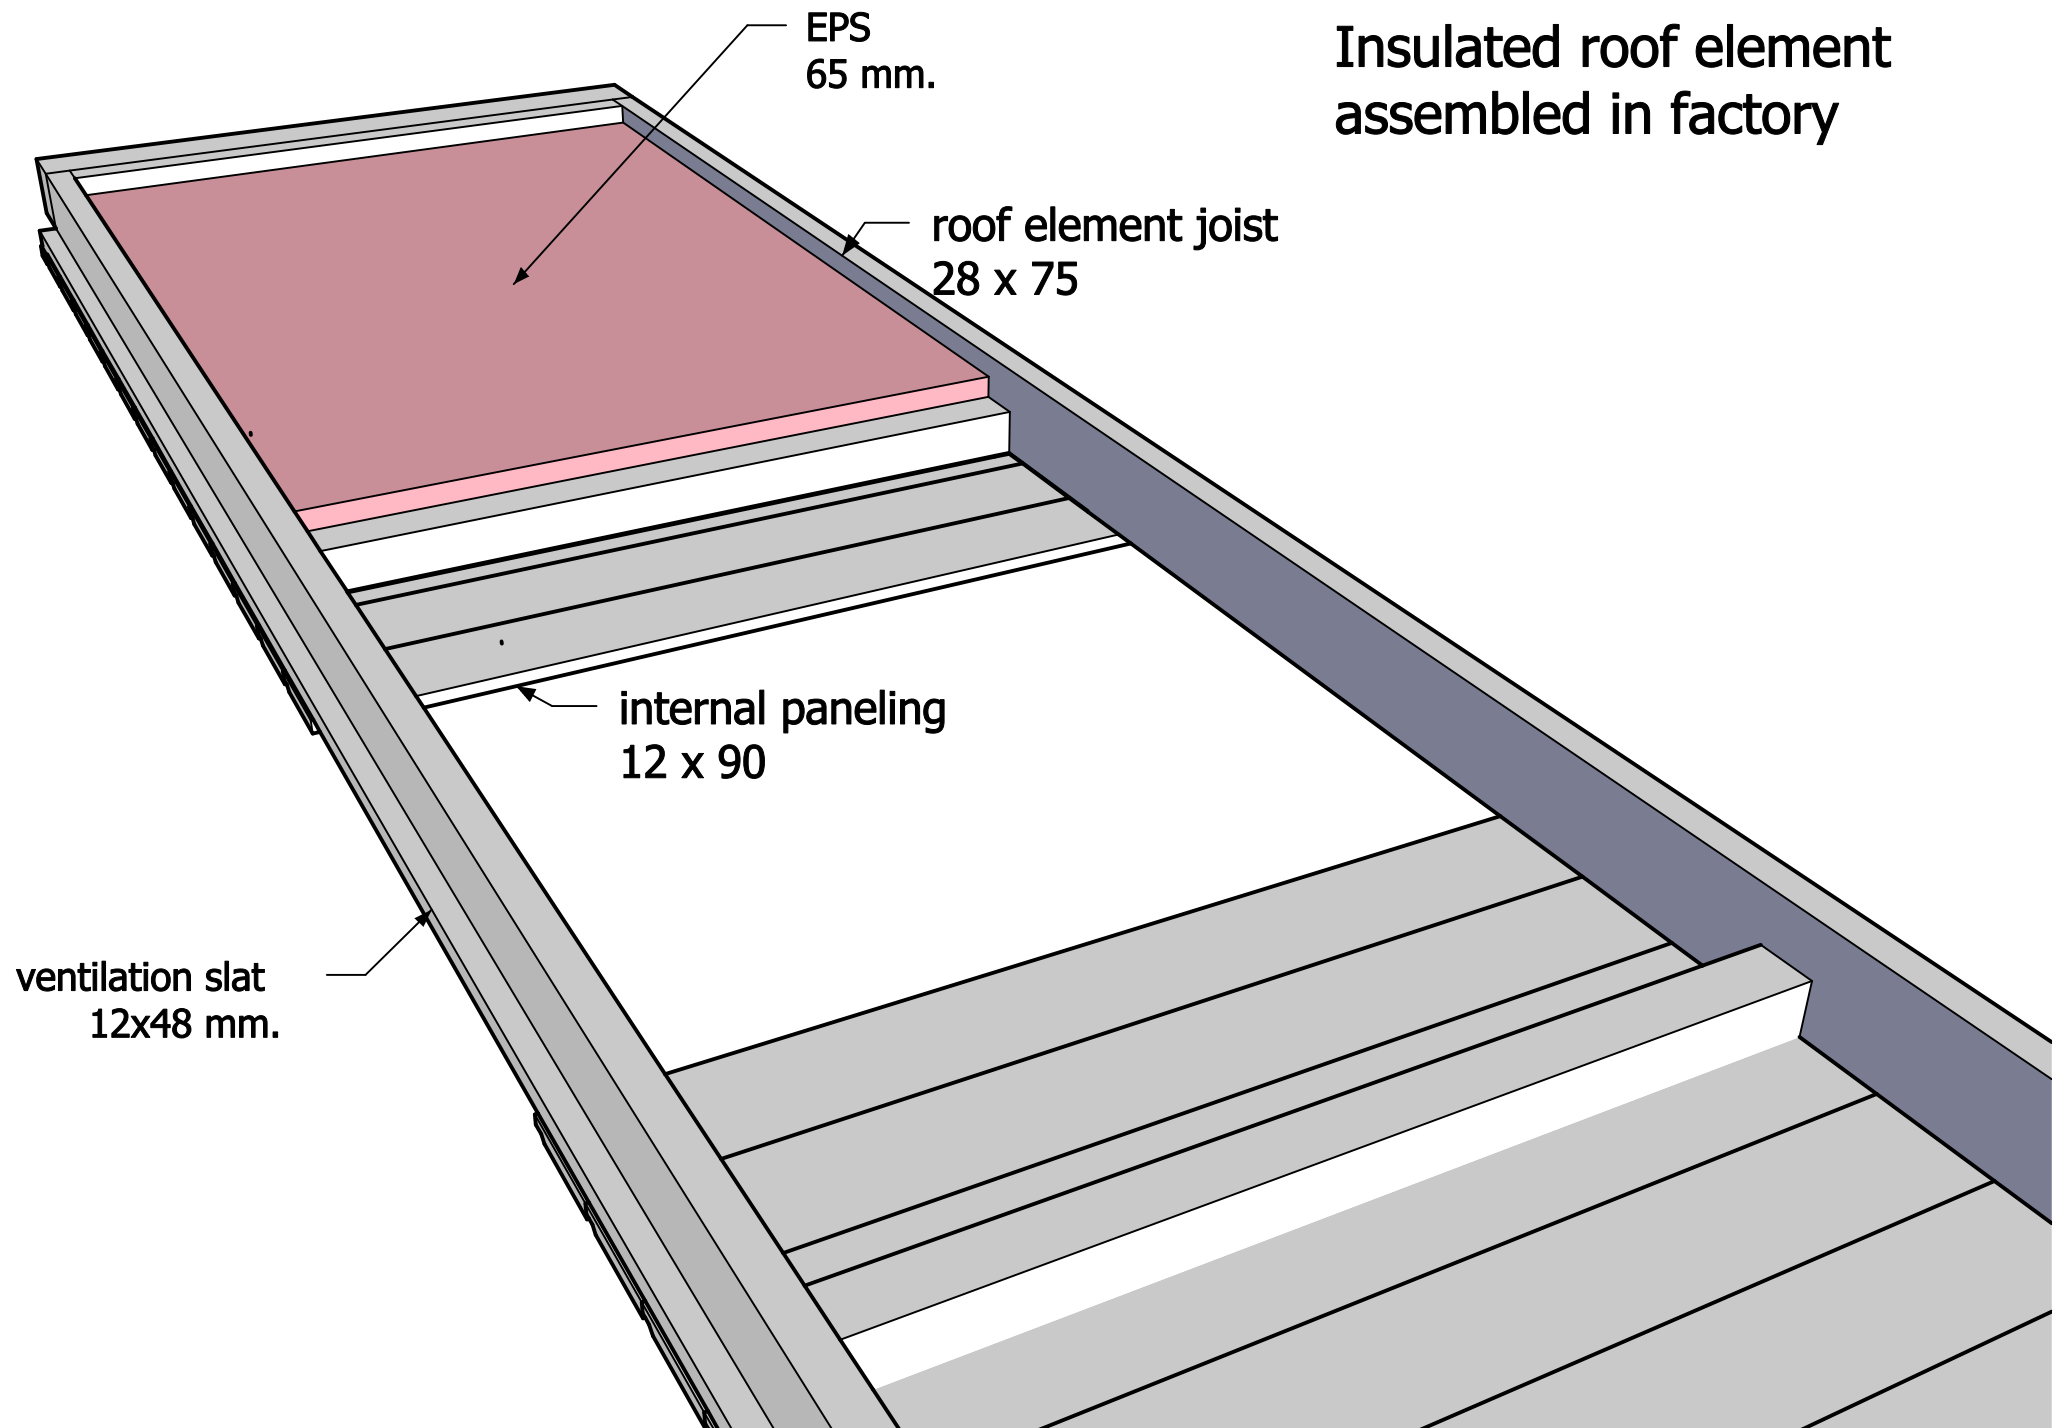 EPS
65 mm.
Insulated roof element
assembled in factory
roof element joist
28 x 75
internal paneling
12 x 90
ventilation slat
12x48 mm.